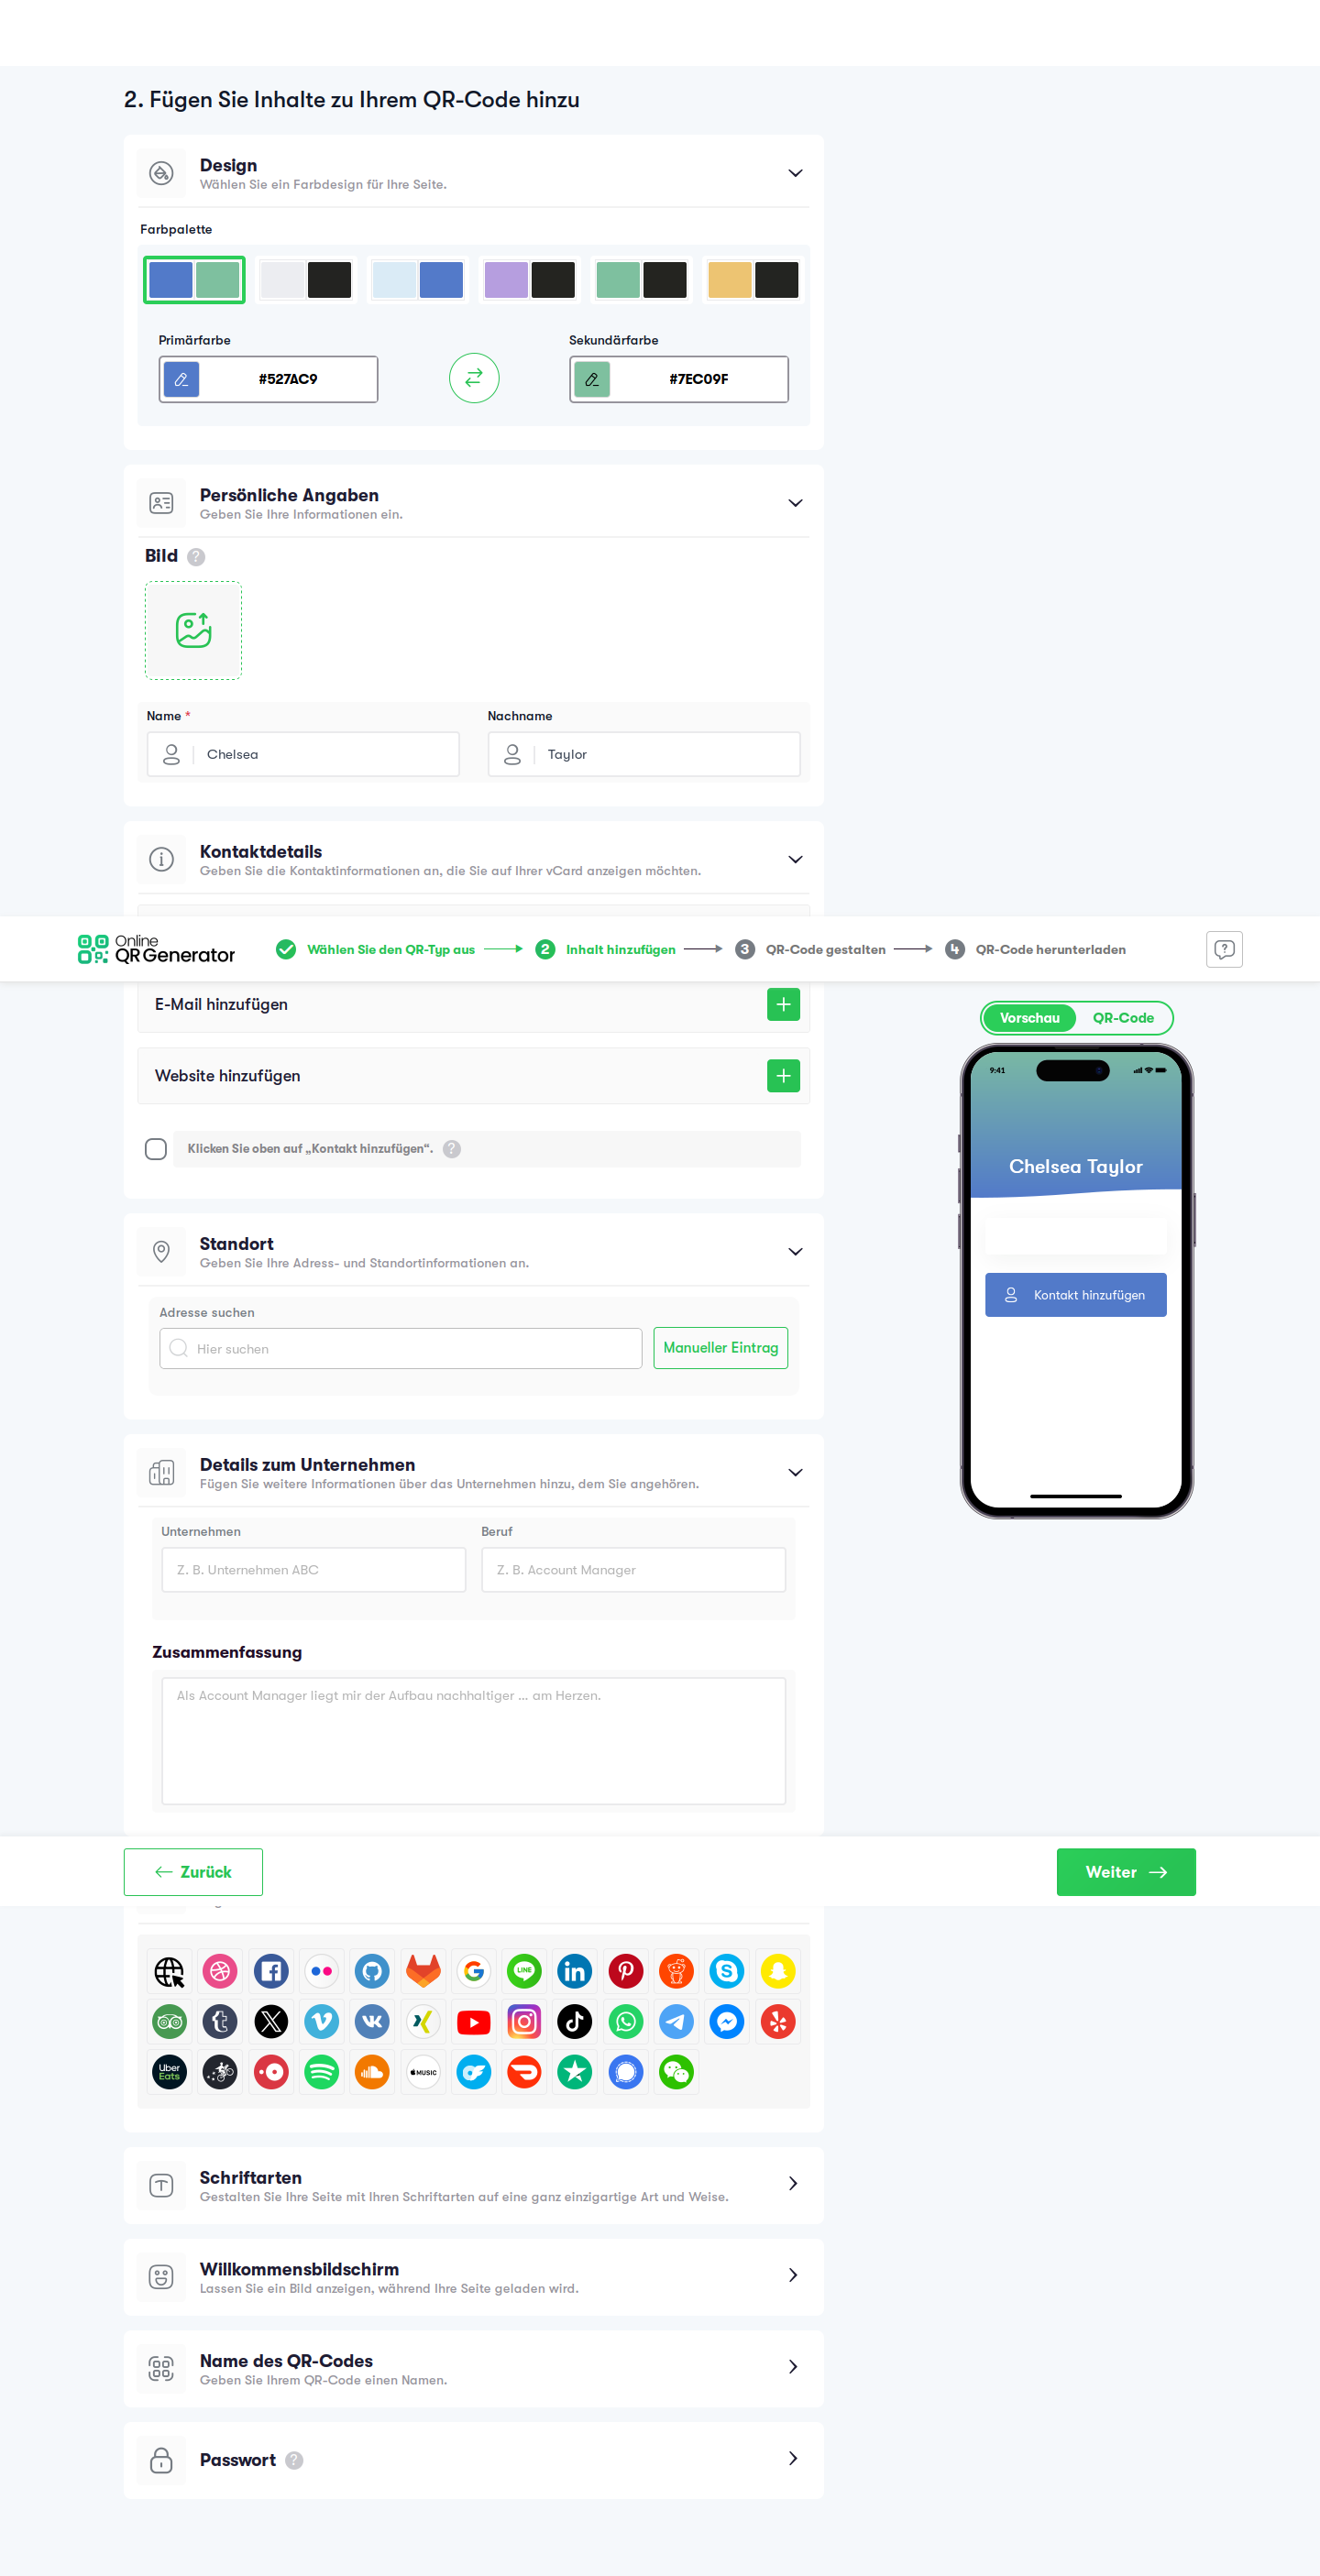 2. Fügen Sie Inhalte zu Ihrem QR-Code hinzu
Design
Wählen Sie ein Farbdesign für Ihre Seite.
Farbpalette
Primärfarbe
Sekundärfarbe
#527AC9
#7EC09F
Persönliche Angaben
Geben Sie Ihre Informationen ein.
Bild ?
Name *
Nachname
Chelsea
Taylor
Kontaktdetails
Geben Sie die Kontaktinformationen an, die Sie auf Ihrer vCard anzeigen möchten.
Online
QR Generator
Wählen Sie den QR-Typ aus
2 Inhalt hinzufügen
3 QR-Code gestalten
4 QR-Code herunterladen
E-Mail hinzufügen
Vorschau
QR-Code
9:41
Website hinzufügen
Klicken Sie oben auf „Kontakt hinzufügen“. ?
Chelsea Taylor
Kontakt hinzufügen
Standort
Geben Sie Ihre Adress- und Standortinformationen an.
Adresse suchen
Hier suchen
Manueller Eintrag
Details zum Unternehmen
Fügen Sie weitere Informationen über das Unternehmen hinzu, dem Sie angehören.
Unternehmen
Beruf
Z. B. Unternehmen ABC
Z. B. Account Manager
Zusammenfassung
Als Account Manager liegt mir der Aufbau nachhaltiger ... am Herzen.
Zurück
Weiter
LINE
Uber
Eats
MUSIC
Schriftarten
Gestalten Sie Ihre Seite mit Ihren Schriftarten auf eine ganz einzigartige Art und Weise.
Willkommensbildschirm
Lassen Sie ein Bild anzeigen, während Ihre Seite geladen wird.
Name des QR-Codes
Geben Sie Ihrem QR-Code einen Namen.
Passwort ?